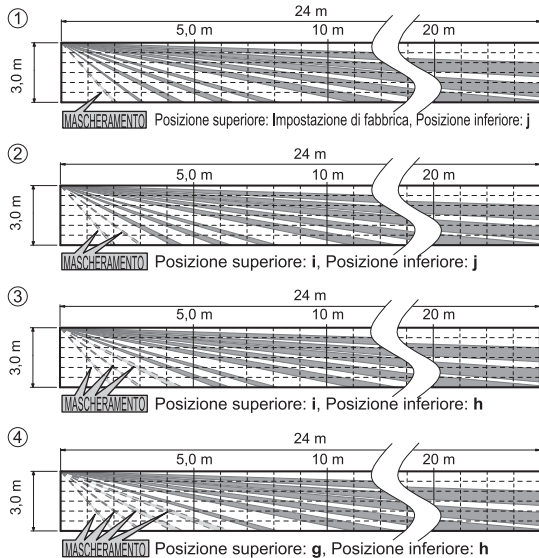 ①
24 m
5,0 m 10 m 20 m
3,0 m
MASCHERAMENTO Posizione superiore: Impostazione di fabbrica, Posizione inferiore: j
②
24 m
5,0 m 10 m 20 m
3,0 m
MASCHERAMENTO Posizione superiore: i, Posizione inferiore: j
③
24 m
5,0 m 10 m 20 m
3,0 m
MASCHERAMENTO Posizione superiore: i, Posizione inferiore: h
④
24 m
5,0 m 10 m 20 m
3,0 m
MASCHERAMENTO Posizione superiore: g, Posizione inferiore: h